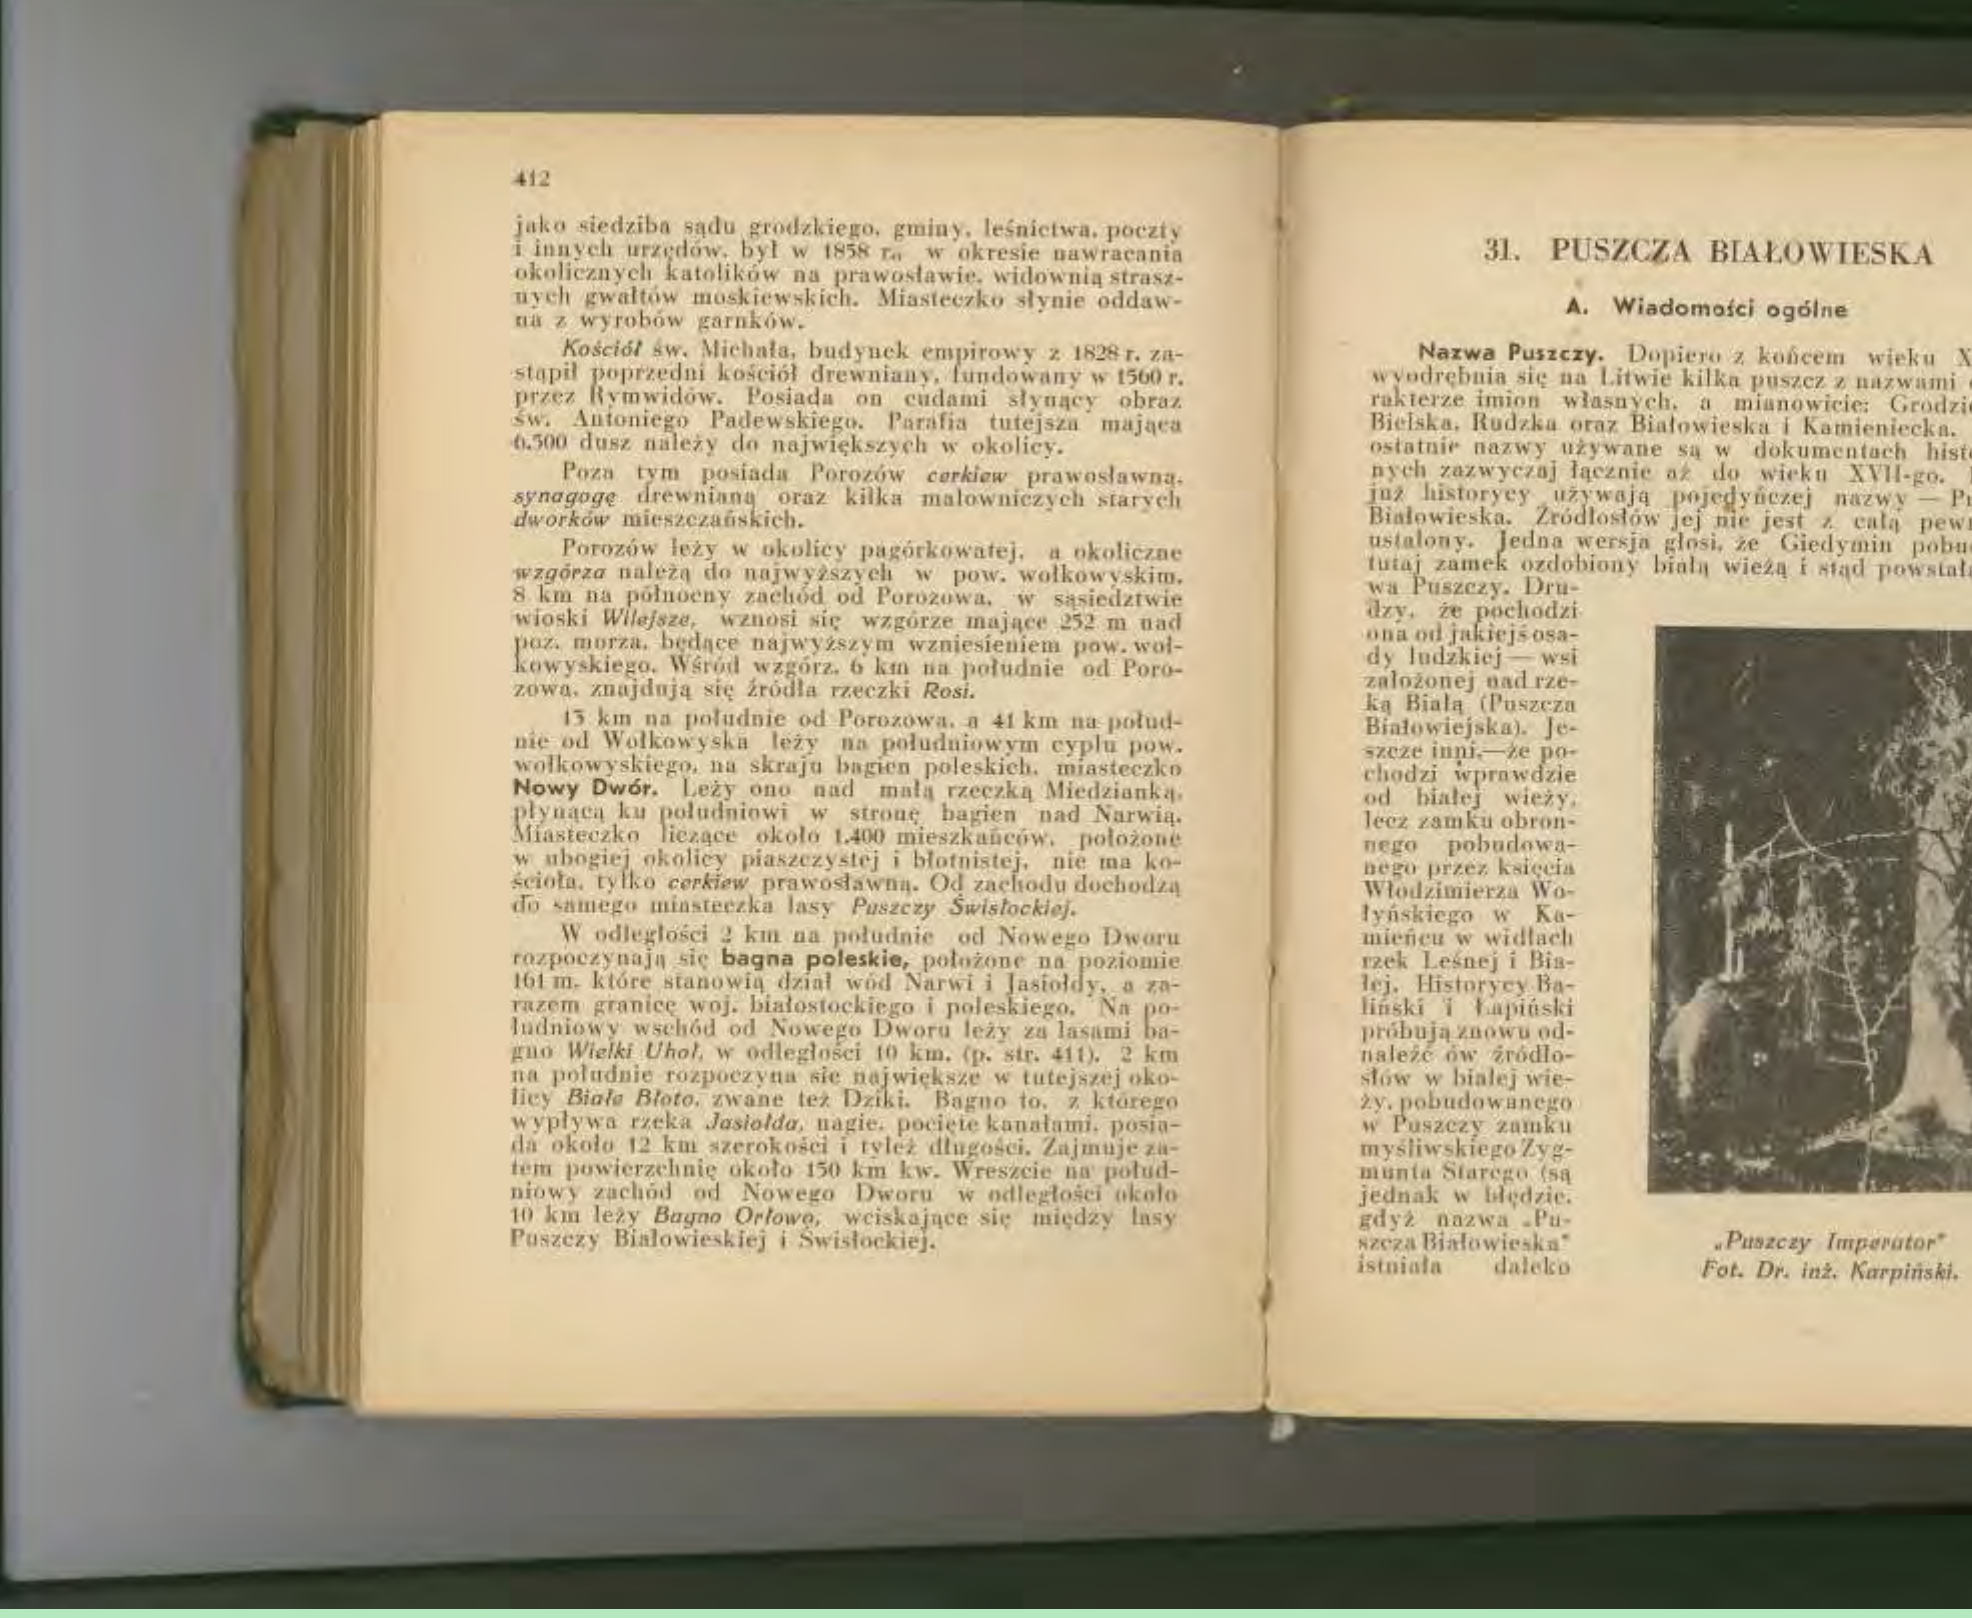 412
jako siedziba sądu grodzkiego, gminy, leśnictwa, poczty
i innych urzędów, był w 1858 r., w okresie nawracania
okolicznych katolików na prawosławie, widownią strasz-
nych gwałtów moskiewskich. Miasteczko słynie oddaw-
na z wyrobów garnków.
Kościół św. Michała, budynek empirowy z 1828 r. za-
stąpił poprzedni kościół drewniany, fundowany w 1560 r.
przez Rymwidów. Posiada on cudami słynący obraz
św. Antoniego Padewskiego. Parafia tutejsza mająca
6.500 dusz należy do największych w okolicy.
Poza tym posiada Porozów cerkiew prawosławną,
synagogę drewnianą oraz kilka malowniczych starych
dworków mieszczańskich.
Porozów leży w okolicy pagórkowatej, a okoliczne
wzgórza należą do najwyższych w pow. wołkowyskim.
8 km na północny zachód od Porozowa, w sąsiedztwie
wioski Wilejsze, wznosi się wzgórze mające 252 m nad
poz. morza, będące najwyższym wzniesieniem pow. woł-
kowyskiego. Wśród wzgórz, 6 km na południe od Poro-
zowa, znajdują się źródła rzeczki Rosi.
13 km na południe od Porozowa, a 41 km na połud-
nie od Wołkowyska leży na południowym cyplu pow.
wołkowyskiego, na skraju bagien poleskich, miasteczko
Nowy Dwór. Leży ono nad małą rzeczką Miedzianką,
płynącą ku południowi w stronę bagien nad Narwią.
Miasteczko liczące około 1.400 mieszkańców, położone
w ubogiej okolicy piaszczystej i błotnistej, nie ma ko-
ścioła, tylko cerkiew prawosławną. Od zachodu dochodzą
do samego miasteczka lasy Puszczy Świsłockiej.
W odległości 2 km na południe od Nowego Dworu
rozpoczynają się bagna poleskie, położone na poziomie
161 m, które stanowią dział wód Narwi i Jasiołdy, a za-
razem granicę woj. białostockiego i poleskiego. Na po-
łudniowy wschód od Nowego Dworu leży za lasami ba-
gno Wielki Uhoł, w odległości 10 km. (p. str. 411). 2 km
na południe rozpoczyna sie największe w tutejszej oko-
licy Białe Błoto, zwane też Dziki. Bagno to, z którego
wypływa rzeka Jasiołda, nagie, pocięte kanałami, posia-
da około 12 km szerokości i tyleż długości. Zajmuje za-
tem powierzchnię około 150 km kw. Wreszcie na połud-
niowy zachód od Nowego Dworu w odległości około
10 km leży Bagno Orłowo, wciskające się między lasy
Puszczy Białowieskiej i Świsłockiej.
31. PUSZCZA BIAŁOWIESKA
A. Wiadomości ogólne
Nazwa Puszczy. Dopiero z końcem wieku X
wyodrębnia się na Litwie kilka puszcz z nazwami
rakterze imion własnych, a mianowicie: Grodzi
Bielska, Rudzka oraz Białowieska i Kamieniecka.
ostatnie nazwy używane są w dokumentach hist
nych zazwyczaj łącznie aż do wieku XVII-go.
już historycy używają pojedyńczej nazwy — Pu
Białowieska. Źródłosłów jej nie jest z całą pew
ustalony. Jedna wersja głosi, że Giedymin pobu
tutaj zamek ozdobiony białą wieżą i stąd powstała
wa Puszczy. Dru-
dzy, że pochodzi
ona od jakiejś osa-
dy ludzkiej — wsi
założonej nad rze-
ką Białą (Puszcza
Białowiejska). Je-
szcze inni,—że po-
chodzi wprawdzie
od białej wieży,
lecz zamku obron-
nego pobudowa-
nego przez księcia
Włodzimierza Wo-
łyńskiego w Ka-
mieńcu w widłach
rzek Leśnej i Bia-
łej. Historycy Ba-
liński i Łapiński
próbują znowu od-
naleźć ów źródło-
słów w białej wie-
ży, pobudowanego
w Puszczy zamku
myśliwskiego Zyg-
munta Starego (są
jednak w błędzie,
gdyż nazwa „Pu-
szcza Białowieska"
istniała daleko
„Puszczy Imperator"
Fot. Dr. inż. Karpiński.